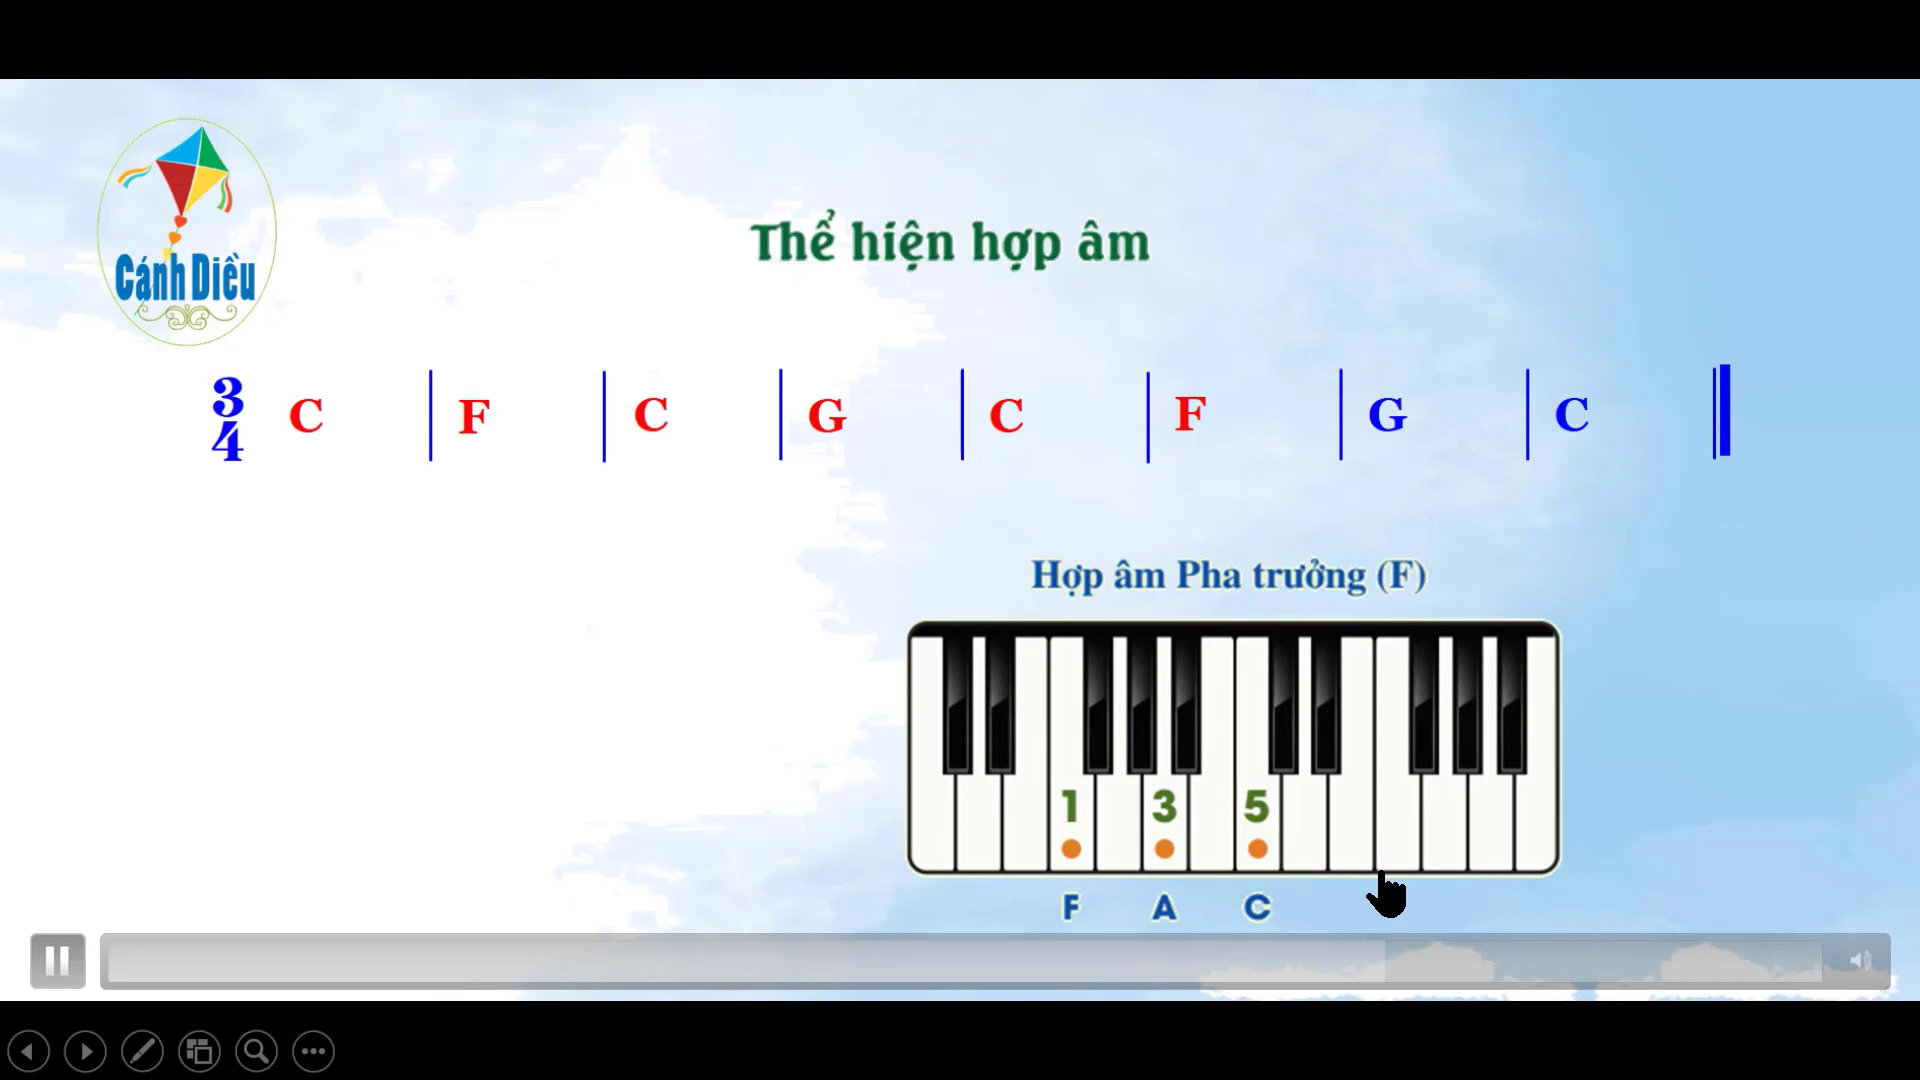 Cánh Diều
Thể hiện hợp âm
3
4
C F C G C F G C
Hợp âm Pha trưởng (F)
1 3 5
F A C